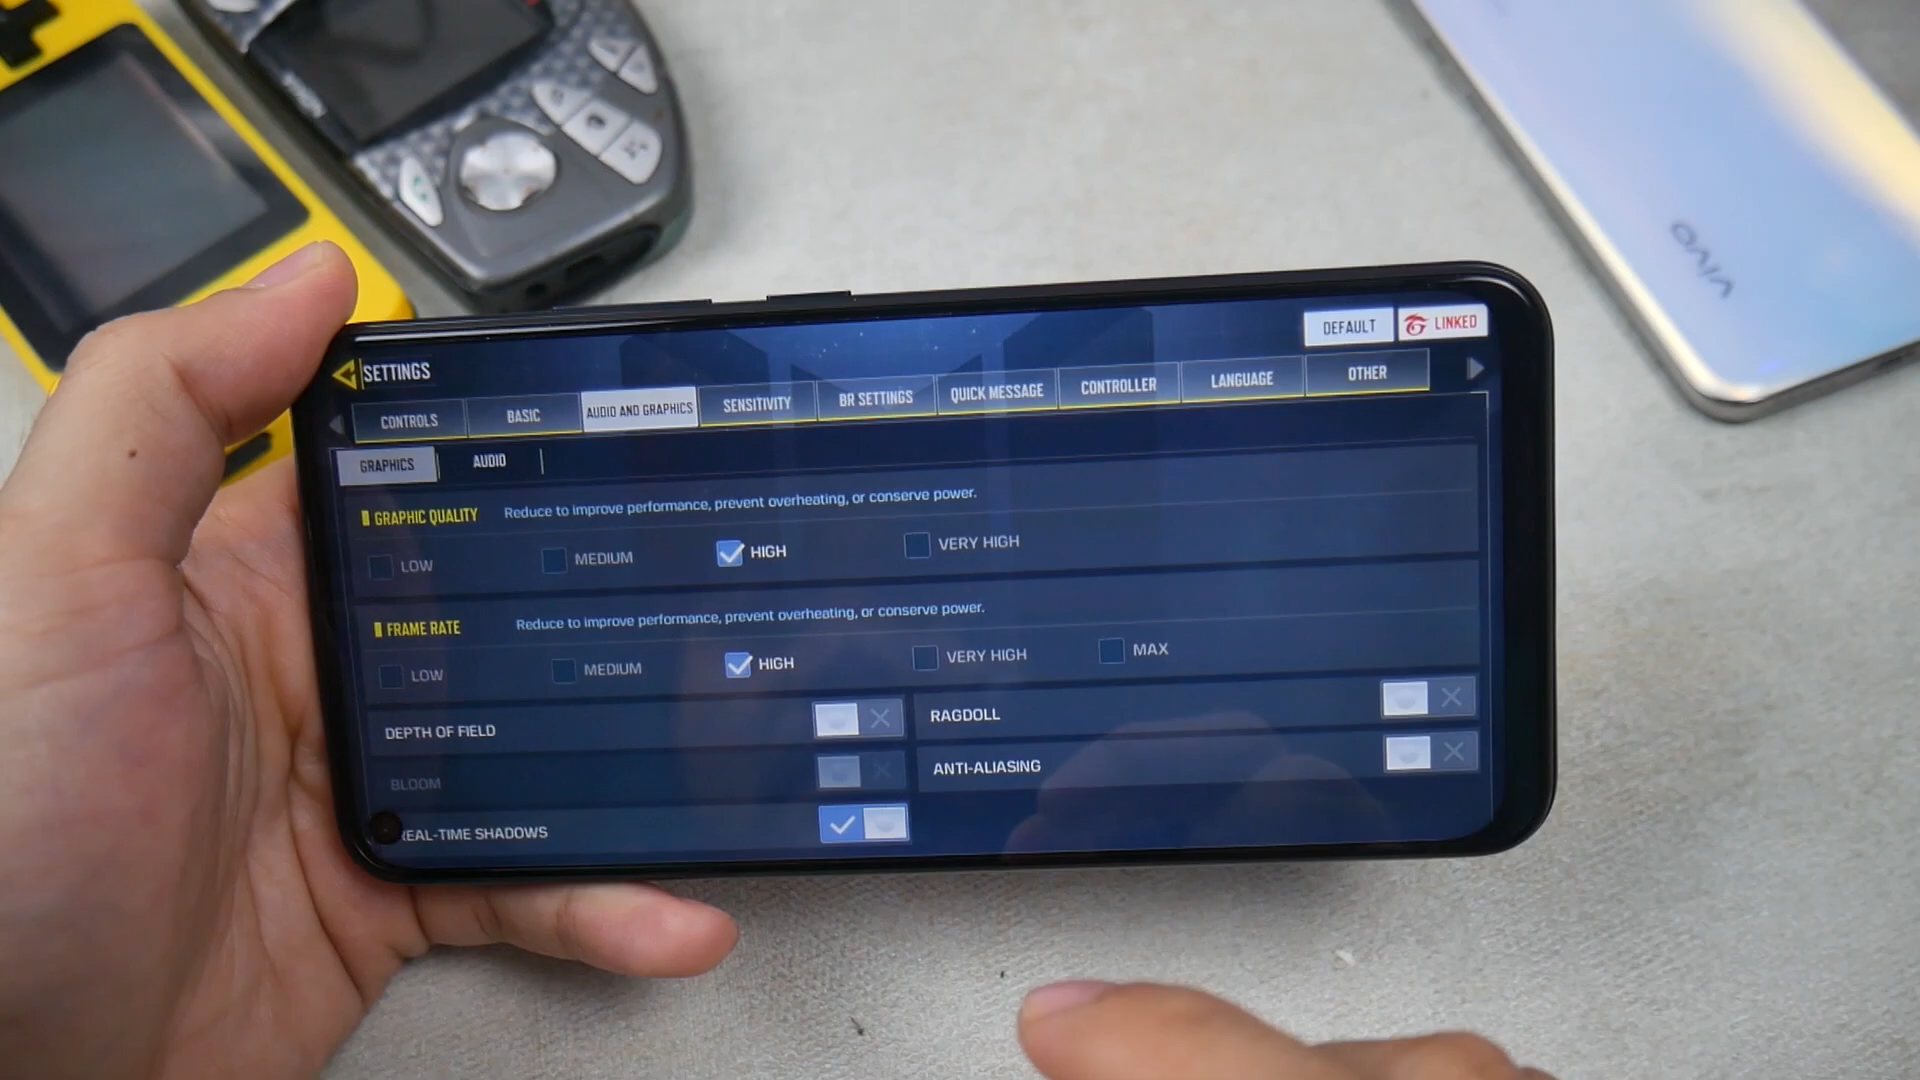 vivo
DEFAULT
LINKED
SETTINGS
CONTROLS
BASIC
AUDIO AND GRAPHICS
SENSITIVITY
BR SETTINGS
QUICK MESSAGE
CONTROLLER
LANGUAGE
OTHER
GRAPHICS
AUDIO
GRAPHIC QUALITY
Reduce to improve performance, prevent overheating, or conserve power.
LOW
MEDIUM
HIGH
VERY HIGH
FRAME RATE
Reduce to improve performance, prevent overheating, or conserve power.
LOW
MEDIUM
HIGH
VERY HIGH
MAX
DEPTH OF FIELD
RAGDOLL
BLOOM
ANTI-ALIASING
REAL-TIME SHADOWS